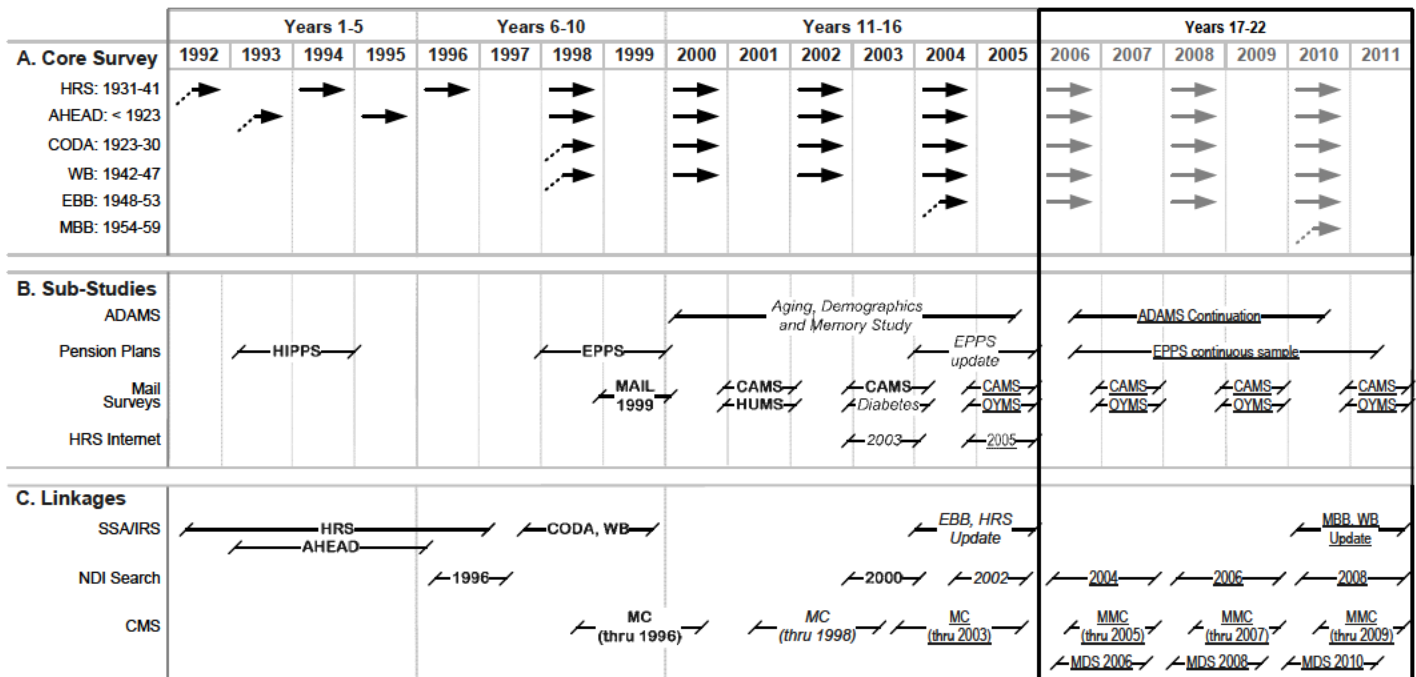 Years 1-5 Years 6-10 Years 11-16 Years 17-22
A. Core Survey 1992 1993 1994 1995 1996 1997 1998 1999 2000 2001 2002 2003 2004 2005 2006 2007 2008 2009 2010 2011
HRS: 1931-41
AHEAD: < 1923
CODA: 1923-30
WB: 1942-47
EBB: 1948-53
MBB: 1954-59
B. Sub-Studies
ADAMS Aging, Demographics and Memory Study ADAMS Continuation
Pension Plans HIPPS EPPS EPPS update EPPS continuous sample
Mail Surveys MAIL 1999 CAMS CAMS CAMS CAMS CAMS CAMS
HUMS Diabetes OYMS OYMS OYMS OYMS
HRS Internet 2003 2005
C. Linkages
SSA/IRS HRS CODA, WB EBB, HRS Update MBB, WB Update
AHEAD
NDI Search 1996 2000 2002 2004 2006 2008
CMS MC (thru 1996) MC (thru 1998) MC (thru 2003) MMC (thru 2005) MMC (thru 2007) MMC (thru 2009)
MDS 2006 MDS 2008 MDS 2010